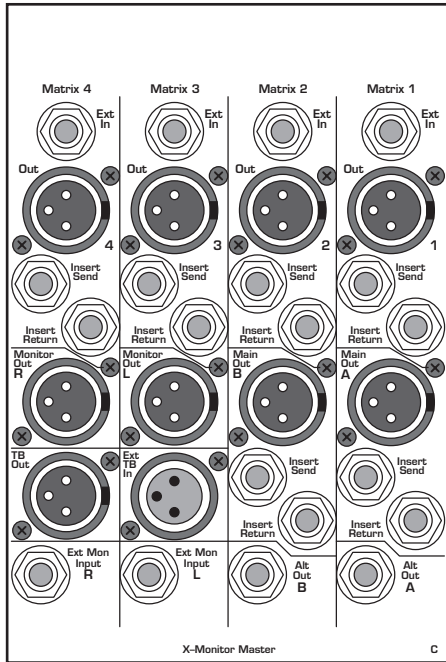 Matrix 4 Matrix 3 Matrix 2 Matrix 1
Ext
In
Ext
In
Ext
In
Ext
In
Out Out Out Out
4 3 2 1
Insert
Send
Insert
Send
Insert
Send
Insert
Send
Insert
Return
Insert
Return
Insert
Return
Insert
Return
Monitor
Out
R
Monitor
Out
L
Main
Out
B
Main
Out
A
TB
Out
Ext
TB
In
Insert
Send
Insert
Send
Insert
Return
Insert
Return
Ext Mon
Input
R
Ext Mon
Input
L
Alt
Out
B
Alt
Out
A
X–Monitor Master C